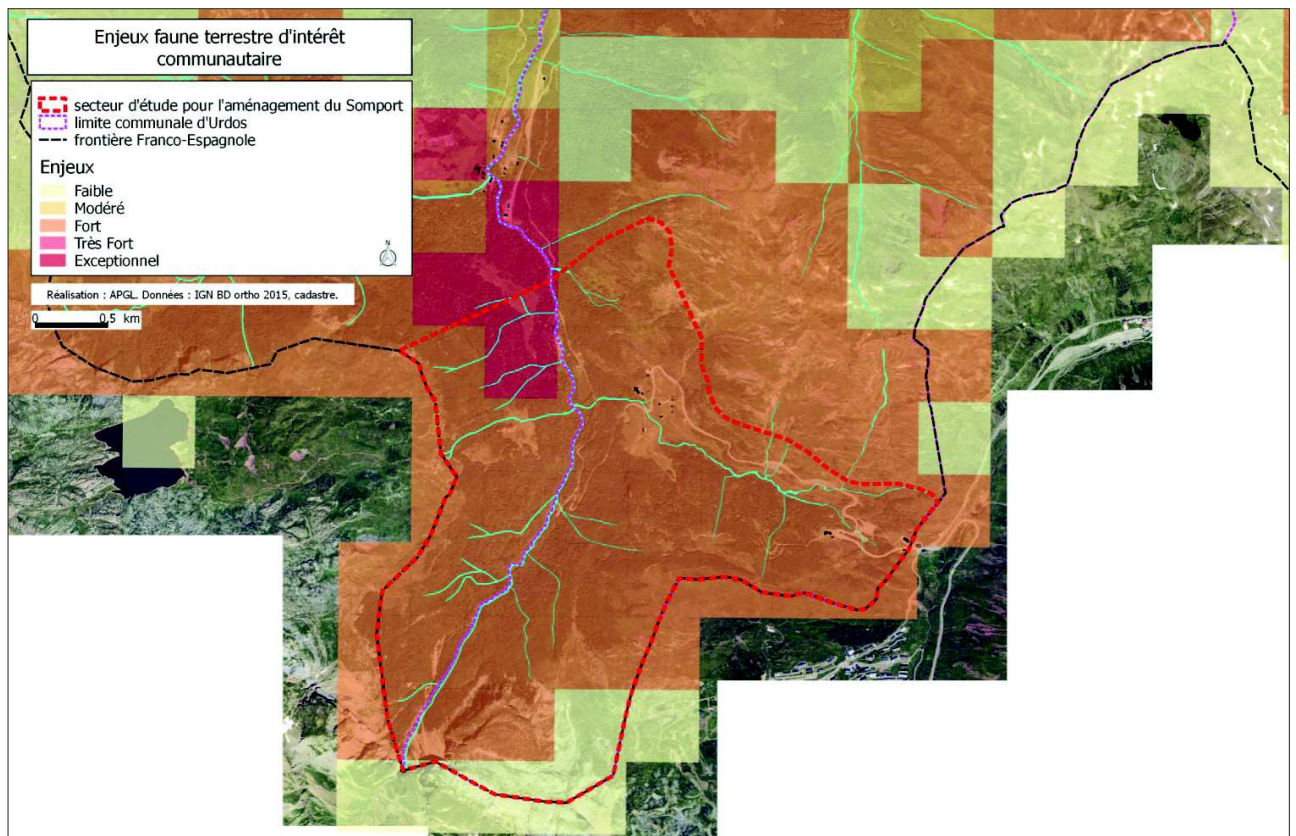 Enjeux faune terrestre d'intérêt
communautaire
secteur d'étude pour l'aménagement du Somport
limite communale d'Urdos
frontière Franco-Espagnole
Enjeux
Faible
Modéré
Fort
Très Fort
Exceptionnel
N
Réalisation : APGL. Données : IGN BD ortho 2015, cadastre.
0 0,5 km